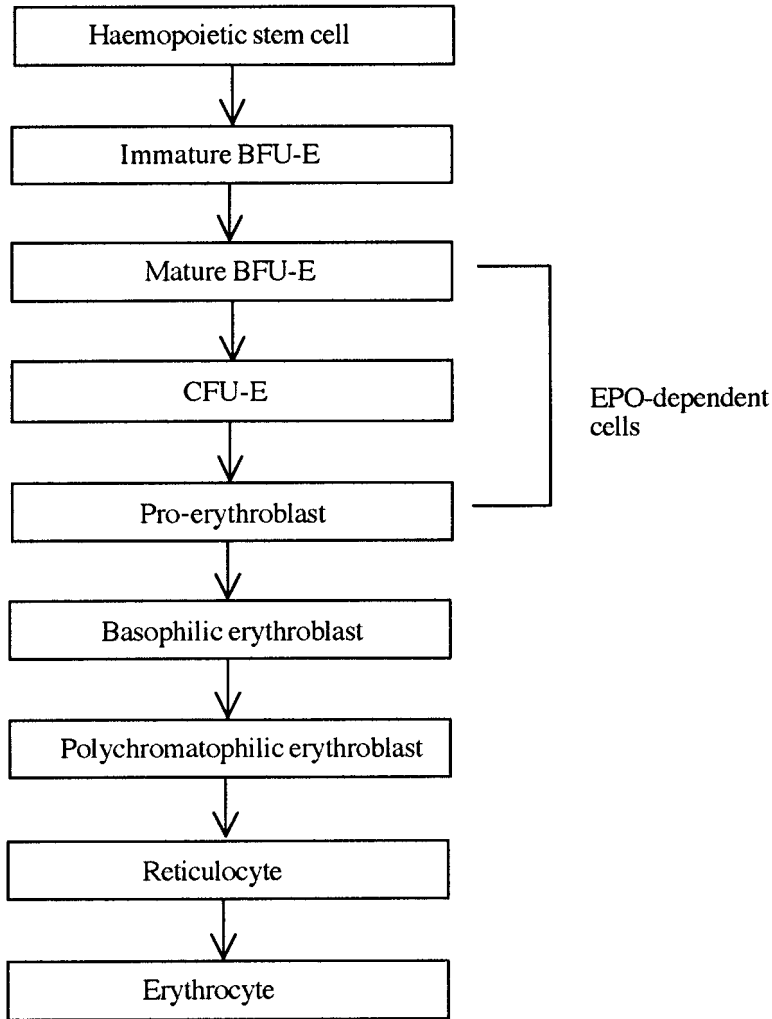 Haemopoietic stem cell
Immature BFU-E
Mature BFU-E
CFU-E
EPO-dependent
cells
Pro-erythroblast
Basophilic erythroblast
Polychromatophilic erythroblast
Reticulocyte
Erythrocyte